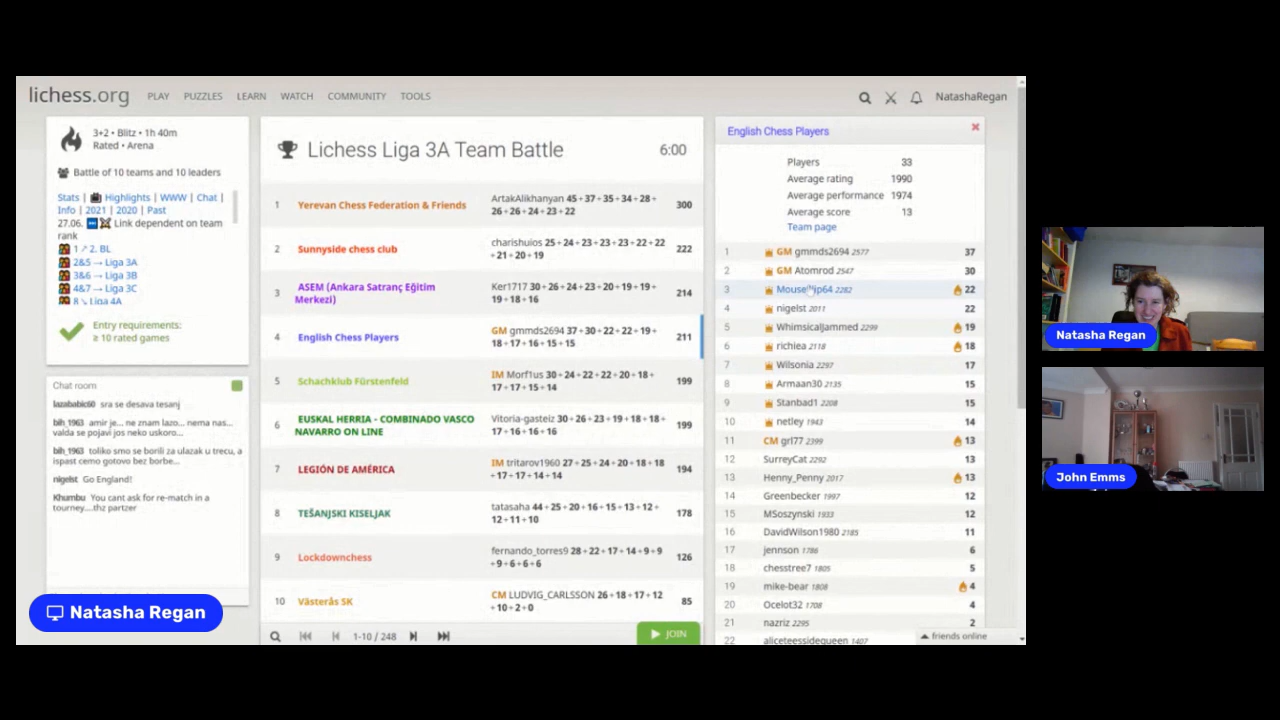 lichess.org PLAY PUZZLES LEARN WATCH COMMUNITY TOOLS NatashaRegan
3+2 • Blitz • 1h 40m
Rated • Arena
Battle of 10 teams and 10 leaders
Stats | Highlights | WWW | Chat |
Info | 2021 | 2020 | Past
27.06. Link dependent on team
rank
1 ↗ 2. BL
2&5 → Liga 3A
3&6 → Liga 3B
4&7 → Liga 3C
8 ↘ Liga 4A
Entry requirements:
≥ 10 rated games
Chat room
lazababic60 sra se desava tesanj
bih_1963 amir je... ne znam lazo... nema nas...
valda se pojavi jos neko uskoro...
bih_1963 toliko smo se borili za ulazak u trecu, a
ispast cemo gotovo bez borbe...
nigelst Go England!
Khumbu You cant ask for re-match in a
tourney....thz partzer
Natasha Regan
Lichess Liga 3A Team Battle 6:00
1 Yerevan Chess Federation & Friends ArtakAlikhanyan 45 + 37 + 35 + 34 + 28 +
26 + 26 + 24 + 23 + 22 300
2 Sunnyside chess club charishuios 25 + 24 + 23 + 23 + 23 + 22 + 22
+ 21 + 20 + 19 222
3 ASEM (Ankara Satranç Eğitim
Merkezi) Ker1717 30 + 26 + 24 + 23 + 20 + 19 + 19
+ 19 + 18 + 16 214
4 English Chess Players GM gmmds2694 37 + 30 + 22 + 22 + 19 +
18 + 17 + 16 + 15 + 15 211
5 Schachklub Fürstenfeld IM Morf1us 30 + 24 + 22 + 22 + 20 + 18 +
17 + 17 + 15 + 14 199
6 EUSKAL HERRIA - COMBINADO VASCO
NAVARRO ON LINE Vitoria-gasteiz 30 + 26 + 23 + 19 + 18 + 18 +
17 + 16 + 16 + 16 199
7 LEGIÓN DE AMÉRICA IM tritarov1960 27 + 25 + 24 + 20 + 18 + 18
+ 17 + 17 + 14 + 14 194
8 TEŠANJSKI KISELJAK tatasaha 44 + 25 + 20 + 16 + 15 + 13 + 12 +
12 + 11 + 10 178
9 Lockdownchess fernando_torres9 28 + 22 + 17 + 14 + 9 + 9
+ 9 + 6 + 6 + 6 126
10 Västerås SK CM LUDVIG_CARLSSON 26 + 18 + 17 + 12
+ 10 + 2 + 0 85
1-10 / 248 JOIN
English Chess Players
Players 33
Average rating 1990
Average performance 1974
Average score 13
Team page
1 GM gmmds2694 2577 37
2 GM Atomrod 2547 30
3 2282 22
4 nigelst 2011 22
5 WhimsicalJammed 2299 19
6 richiea 2118 18
7 Wilsonia 2297 17
8 Armaan30 2135 15
9 Stanbad1 2208 15
10 netley 1943 14
11 CM grl77 2399 13
12 SurreyCat 2292 13
13 Henny_Penny 2017 13
14 Greenbecker 1997 12
15 MSoszynski 1933 12
16 DavidWilson1980 2185 11
17 jennson 1786 6
18 chesstree7 1805 5
19 mike-bear 1808 4
20 Ocelot32 1708 4
21 nazriz 2295 2
22 aliceteessidequeen 1407
friends online
Natasha Regan
John Emms